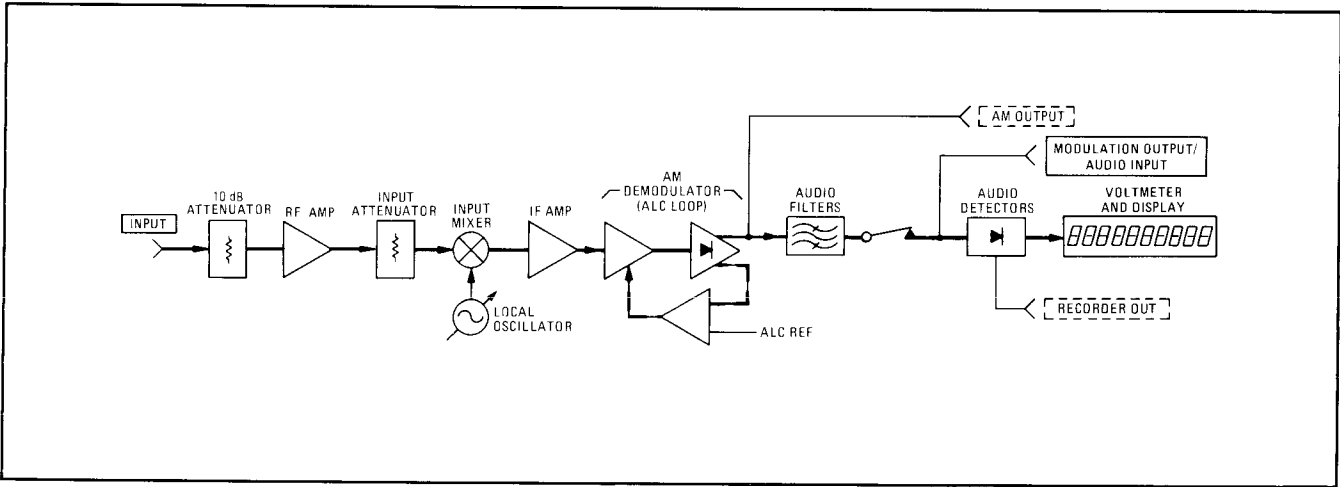 INPUT
10 dB
ATTENUATOR
RF AMP
INPUT
ATTENUATOR
INPUT
MIXER
LOCAL
OSCILLATOR
IF AMP
AM
DEMODULATOR
(ALC LOOP)
ALC REF
AUDIO
FILTERS
AM OUTPUT
MODULATION OUTPUT/
AUDIO INPUT
AUDIO
DETECTORS
VOLTMETER
AND DISPLAY
RECORDER OUT